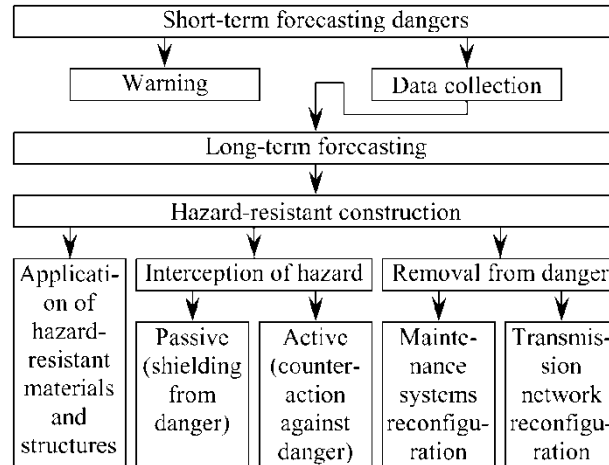 Short-term forecasting dangers
Warning
Data collection
Long-term forecasting
Hazard-resistant construction
Applicati-
on of
hazard-
resistant
materials
and
structures
Interception of hazard
Removal from danger
Passive
(shielding
from
danger)
Active
(counter-
action
against
danger)
Mainte-
nance
systems
reconfigu-
ration
Transmis-
sion
network
reconfigu-
ration